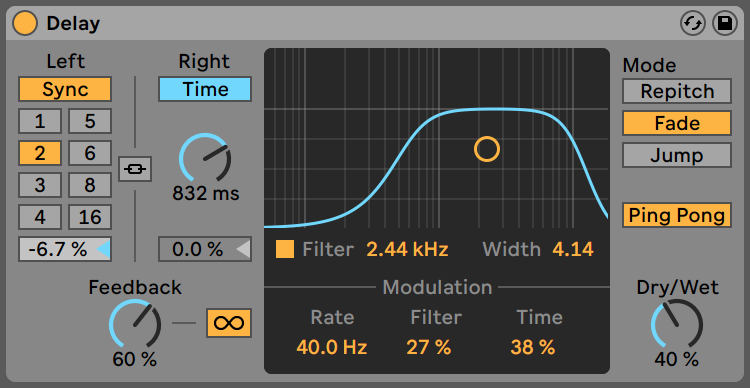 Delay
Left
Right
Sync
Time
1 5
2 6
3 8
4 16
832 ms
-6.7 %
0.0 %
Feedback
60 %
Filter 2.44 kHz Width 4.14
Modulation
Rate Filter Time
40.0 Hz 27 % 38 %
Mode
Repitch
Fade
Jump
Ping Pong
Dry/Wet
40 %